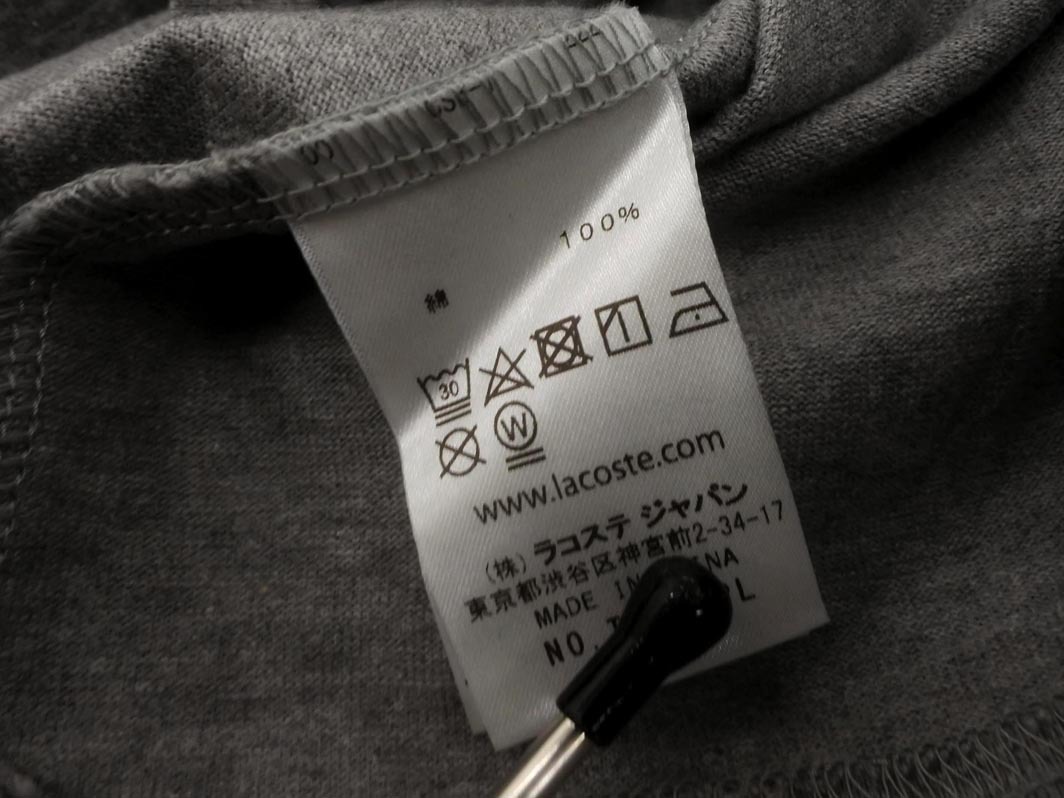 綿 100%
30
W
www.lacoste.com
(株) ラコステ ジャパン
東京都渋谷区神宮前2-34-17
MADE IN
NO. L